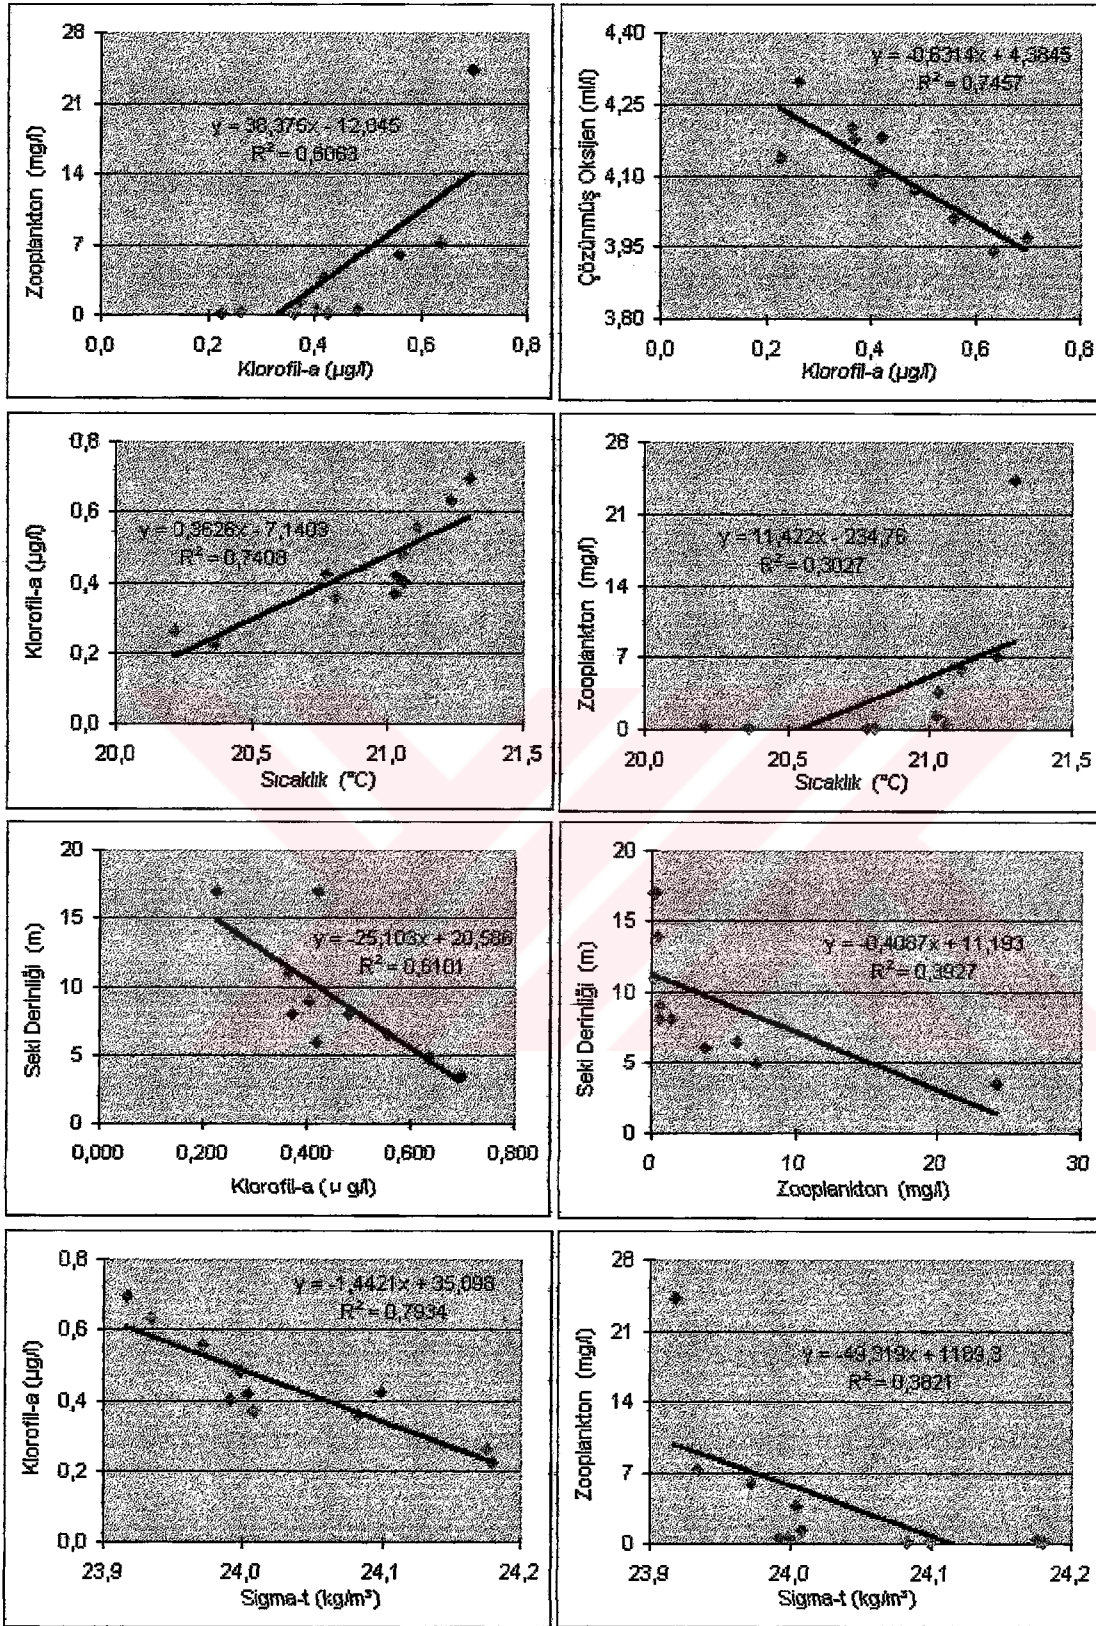 28
21
14
7
0
Zooplankton (mg/l)
y = 38,376x - 12,845
R² = 0,6063
0,0 0,2 0,4 0,6 0,8
Klorofil-a (µg/l)
4,40
4,25
4,10
3,95
3,80
Çözünmüş Oksijen (ml/l)
y = -0,6314x + 4,3845
R² = 0,7457
0,0 0,2 0,4 0,6 0,8
Klorofil-a (µg/l)
0,8
0,6
0,4
0,2
0,0
Klorofil-a (µg/l)
y = 0,3626x - 7,1403
R² = 0,7408
20,0 20,5 21,0 21,5
Sıcaklık (°C)
28
21
14
7
0
Zooplankton (mg/l)
y = 11,422x - 234,76
R² = 0,3027
20,0 20,5 21,0 21,5
Sıcaklık (°C)
20
15
10
5
0
Seki Derinliği (m)
y = -25,103x + 20,586
R² = 0,6101
0,000 0,200 0,400 0,600 0,800
Klorofil-a (µ g/l)
20
15
10
5
0
Seki Derinliği (m)
y = -0,4087x + 11,193
R² = 0,3927
0 10 20 30
Zooplankton (mg/l)
0,8
0,6
0,4
0,2
0,0
Klorofil-a (µg/l)
y = -1,4421x + 35,098
R² = 0,7934
23,9 24,0 24,1 24,2
Sigma-t (kg/m³)
28
21
14
7
0
Zooplankton (mg/l)
y = -49,319x + 1189,3
R² = 0,3821
23,9 24,0 24,1 24,2
Sigma-t (kg/m³)